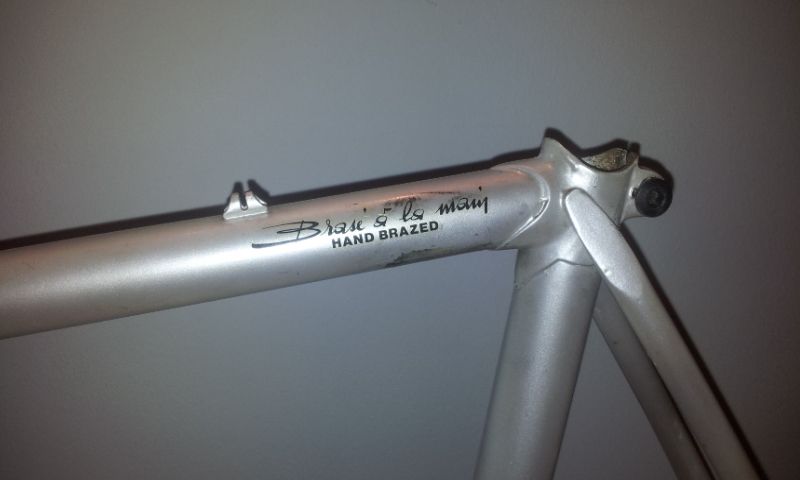 Brasé à la main
HAND BRAZED